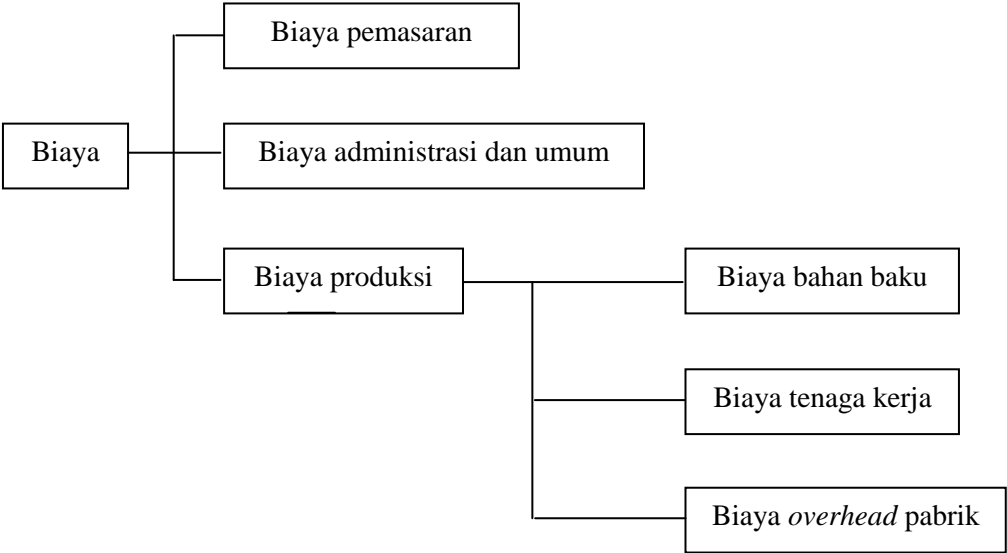 Biaya pemasaran
Biaya
Biaya administrasi dan umum
Biaya produksi
Biaya bahan baku
Biaya tenaga kerja
Biaya overhead pabrik